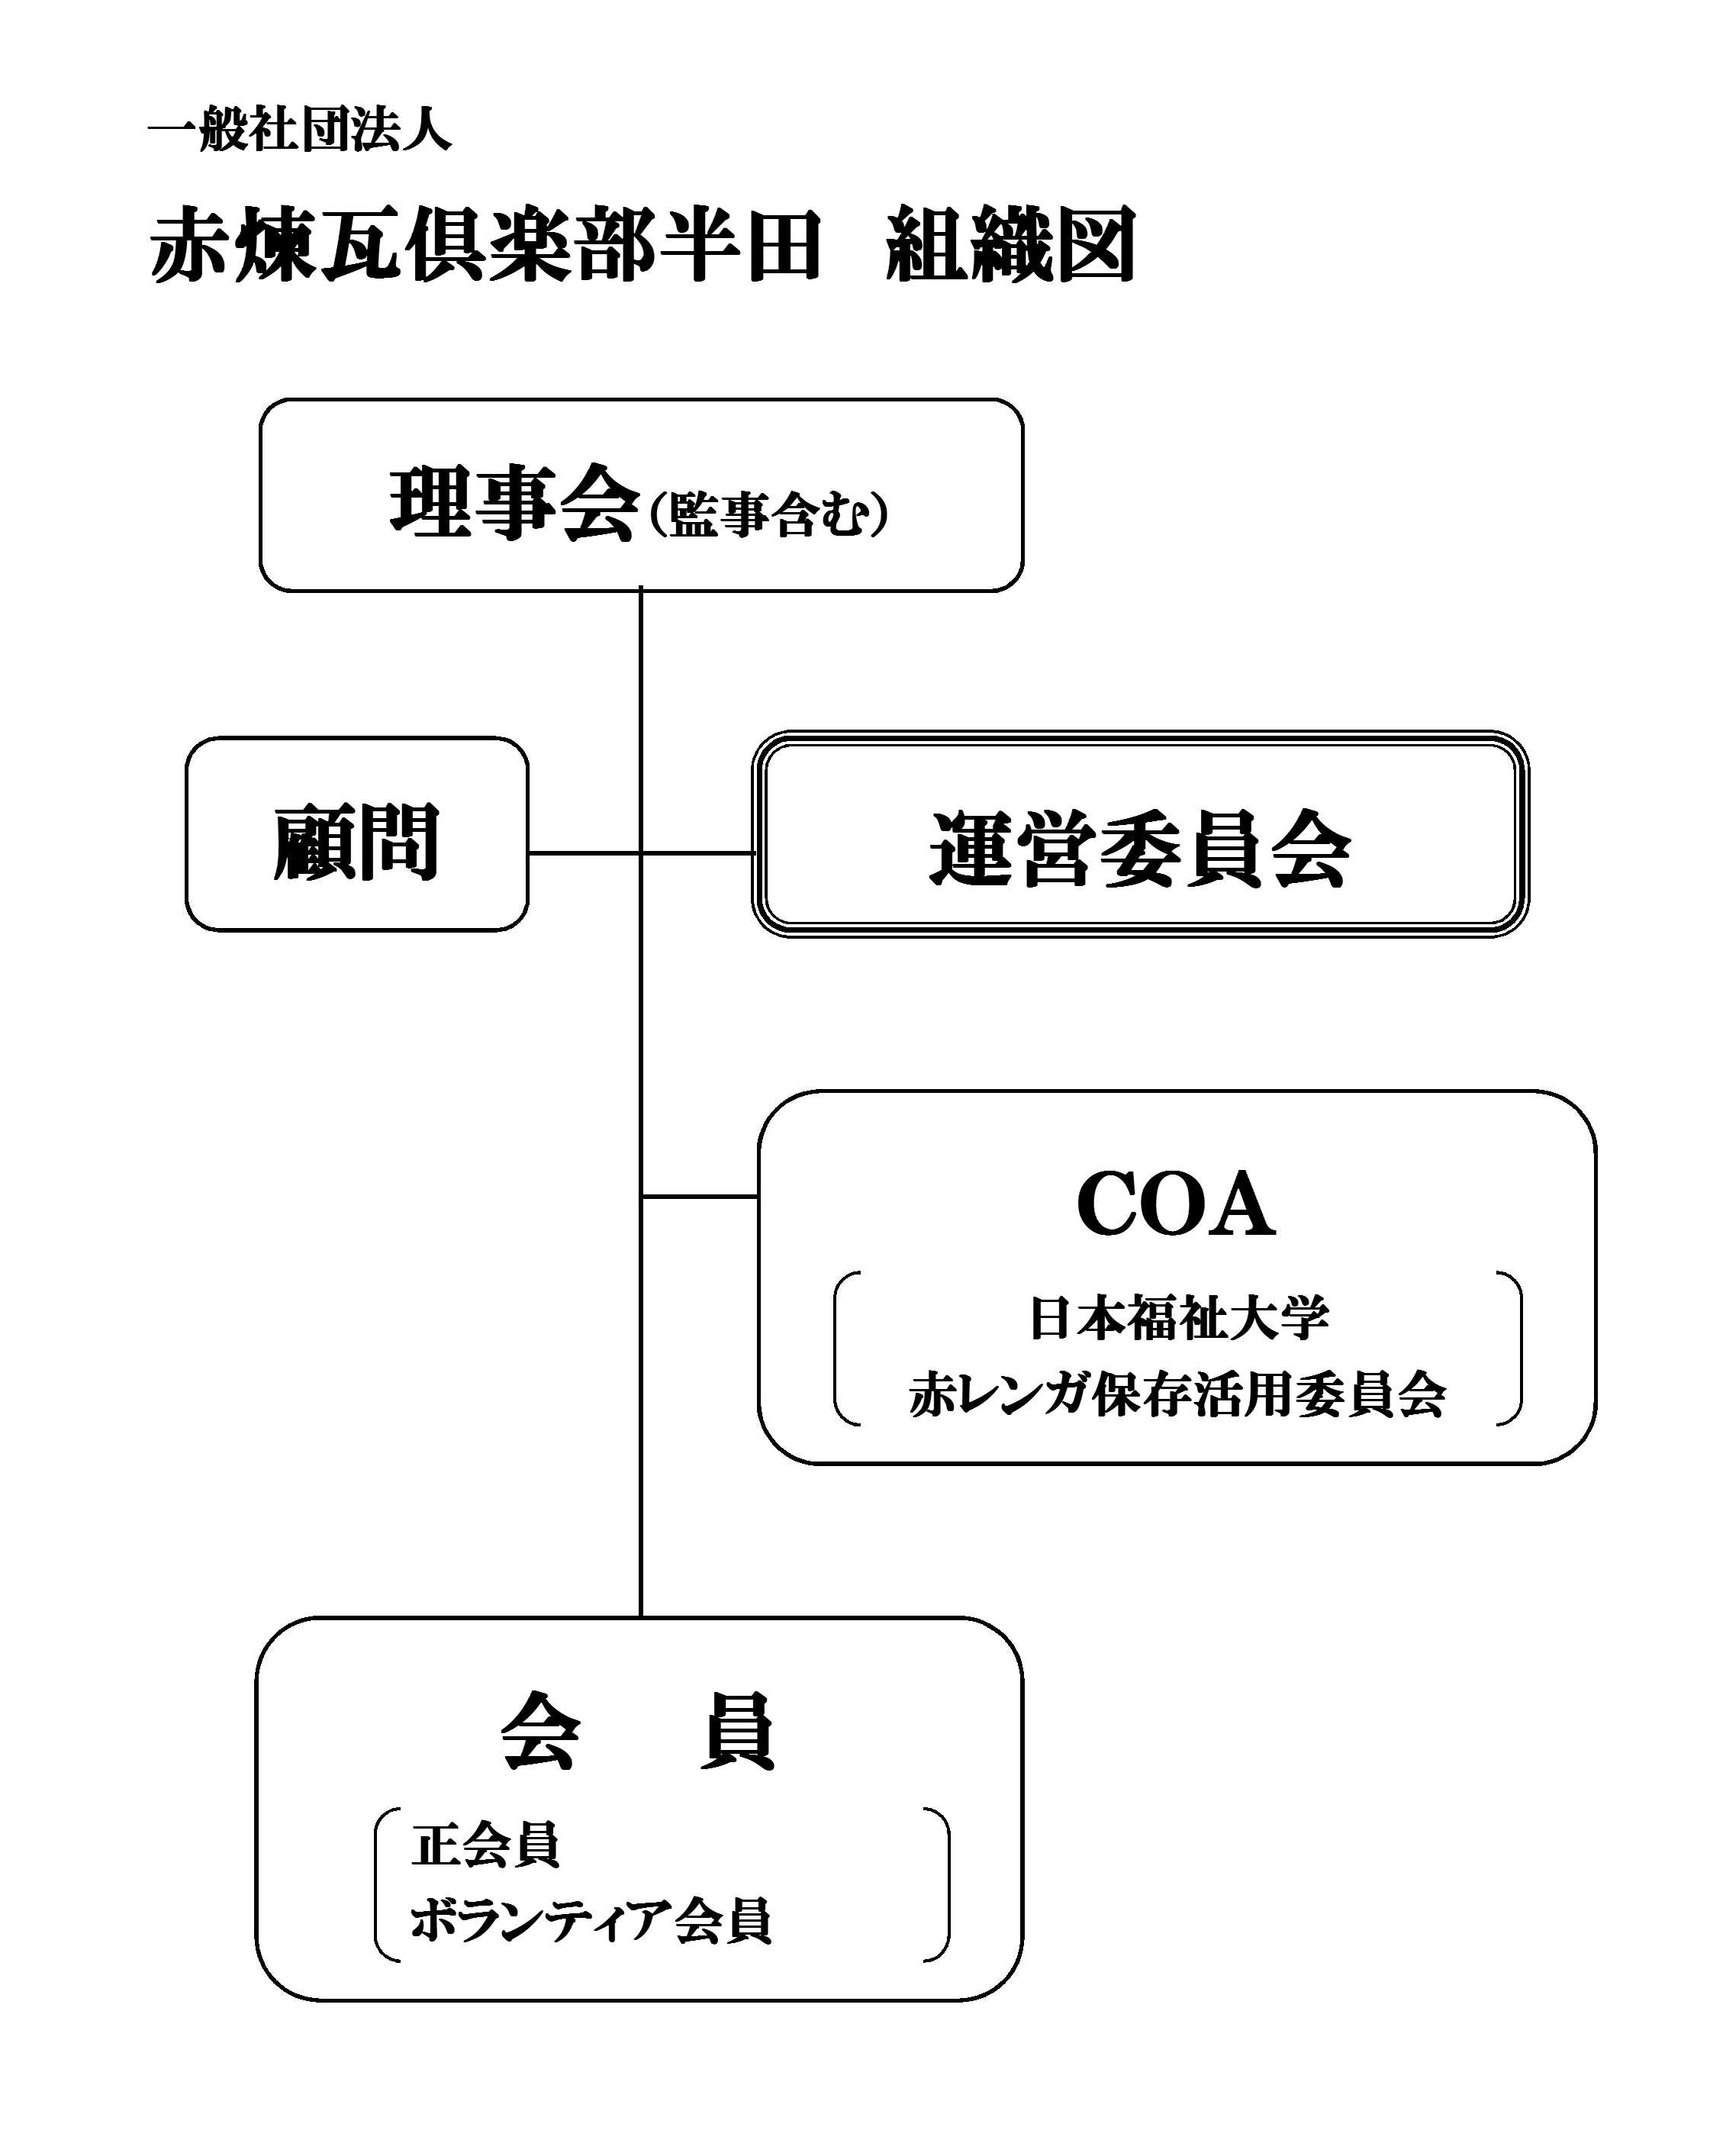 一般社団法人
赤煉瓦倶楽部半田 組織図
理事会(監事含む)
顧問
運営委員会
COA
日本福祉大学
赤レンガ保存活用委員会
会 員
正会員
ボランティア会員